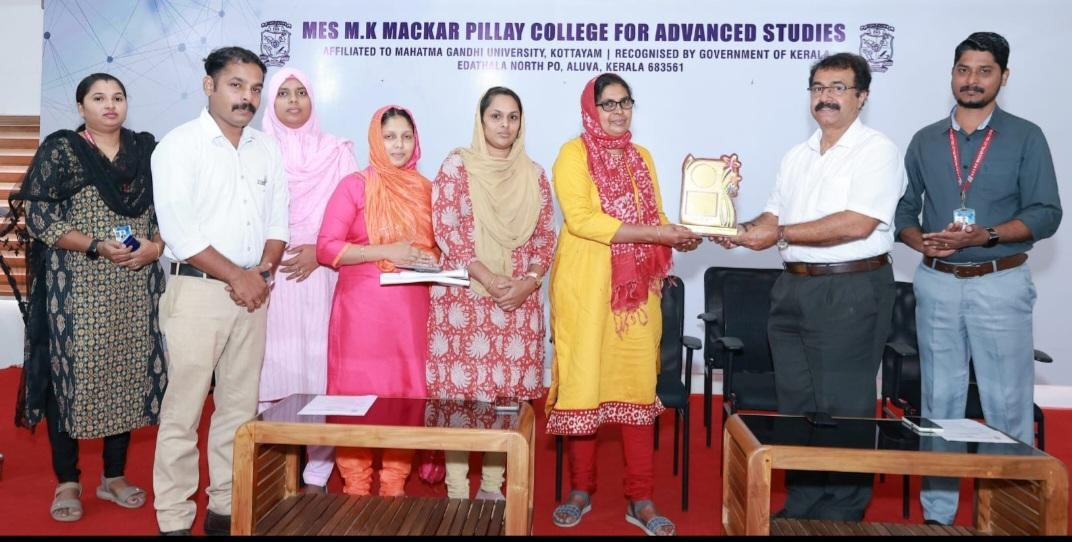 MES M.K MACKAR PILLAY COLLEGE FOR ADVANCED STUDIES
AFFILIATED TO MAHATMA GANDHI UNIVERSITY, KOTTAYAM | RECOGNISED BY GOVERNMENT OF KERALA
EDATHALA NORTH PO, ALUVA, KERALA 683561